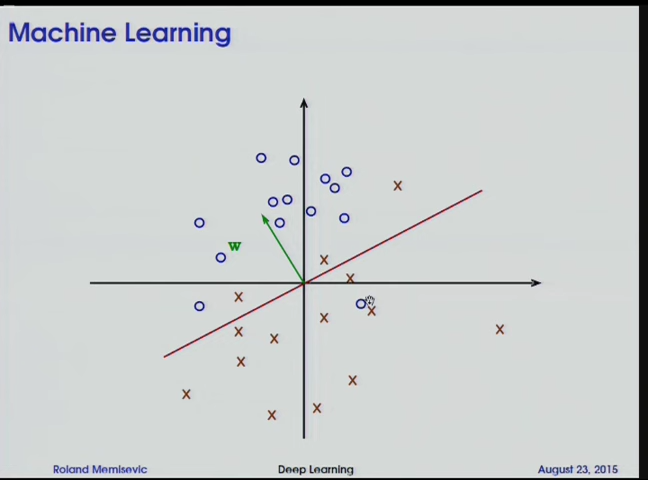 Machine Learning
w
Roland Memisevic
Deep Learning
August 23, 2015